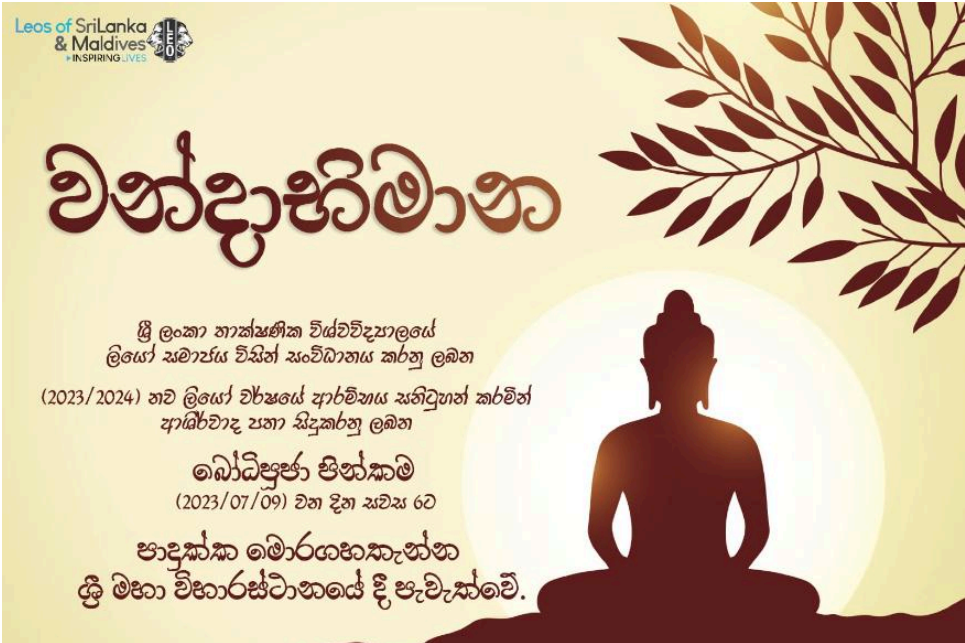 Leos of SriLanka
& Maldives
INSPIRING LIVES
LEO
වන්දාභිමාන
ශ්‍රී ලංකා තාක්ෂණික විශ්වවිද්‍යාලයේ
ලියෝ සමාජය විසින් සංවිධානය කරනු ලබන
(2023/2024) නව ලියෝ වර්ෂයේ ආරම්භය සනිටුහන් කරමින්
ආශීර්වාද පතා සිදුකරනු ලබන
බෝධිපූජා පින්කම
(2023/07/09) වන දින සවස 6ට
පාදුක්ක මොරගහතැන්න
ශ්‍රී මහා විහාරස්ථානයේ දී පැවැත්වේ.